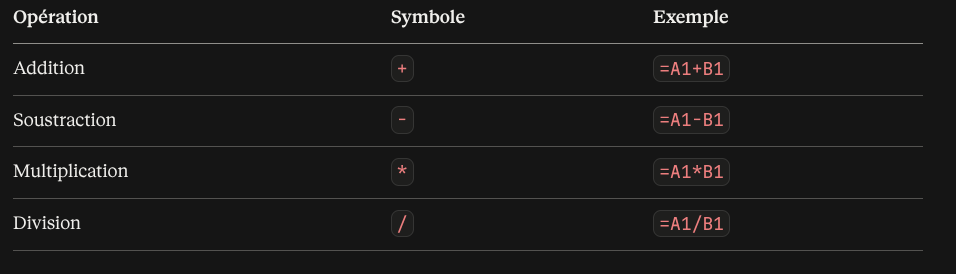 Opération Symbole Exemple
Addition + =A1+B1
Soustraction - =A1-B1
Multiplication * =A1*B1
Division / =A1/B1